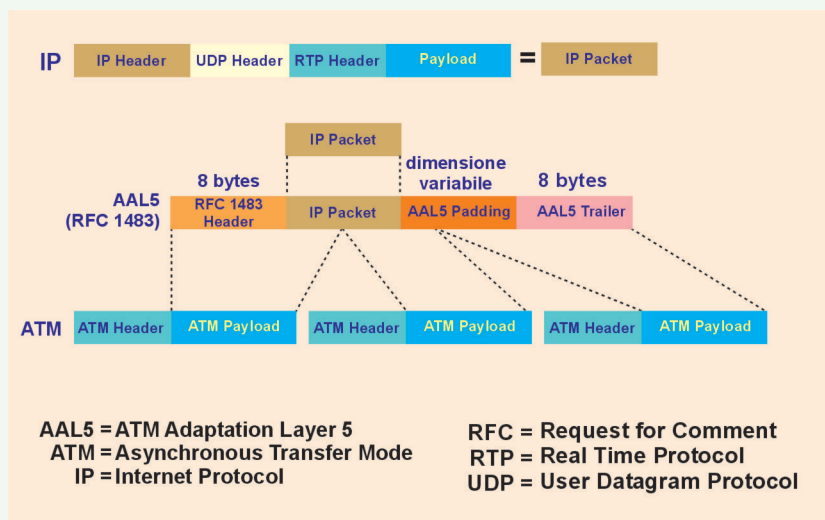 IP IP Header UDP Header RTP Header Payload = IP Packet
IP Packet
8 bytes
dimensione
variabile
8 bytes
AAL5
(RFC 1483)
RFC 1483
Header
IP Packet
AAL5 Padding
AAL5 Trailer
ATM ATM Header ATM Payload ATM Header ATM Payload ATM Header ATM Payload
AAL5 = ATM Adaptation Layer 5
ATM = Asynchronous Transfer Mode
IP = Internet Protocol
RFC = Request for Comment
RTP = Real Time Protocol
UDP = User Datagram Protocol